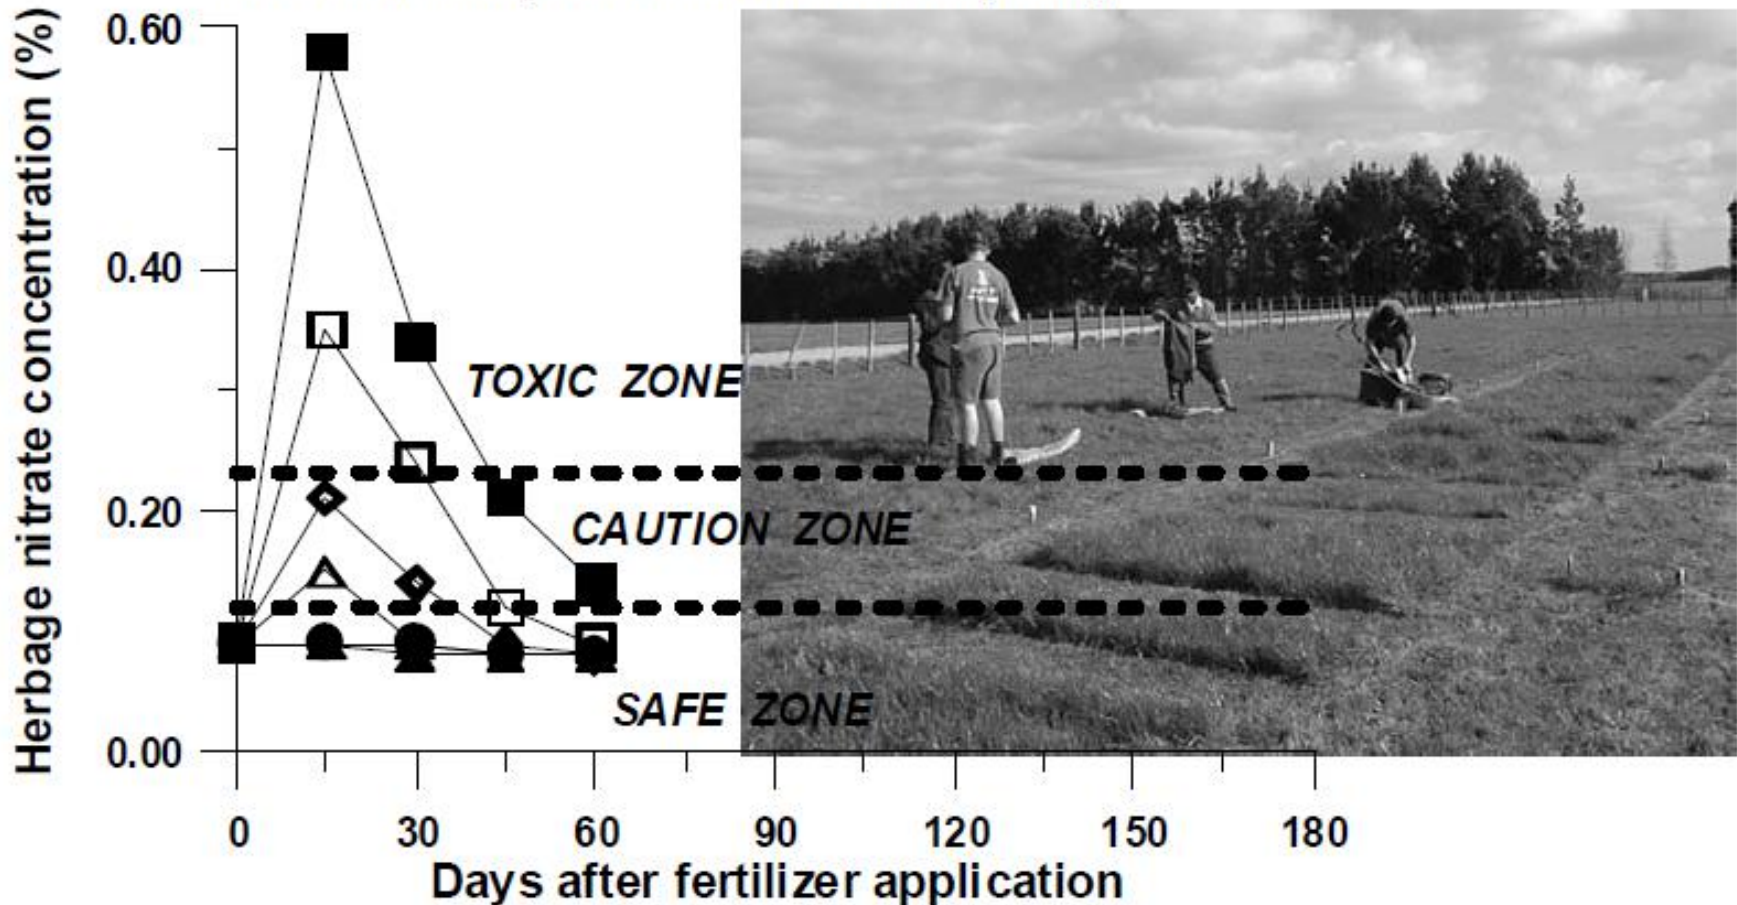 Herbage nitrate concentration (%)
0.60
0.40
0.20
0.00
TOXIC ZONE
CAUTION ZONE
SAFE ZONE
0 30 60 90 120 150 180
Days after fertilizer application